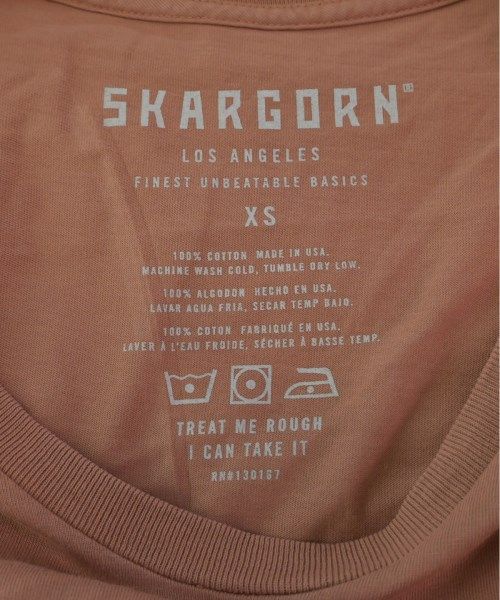 SKARGORN
LOS ANGELES
FINEST UNBEATABLE BASICS
XS
100% COTTON MADE IN USA.
MACHINE WASH COLD, TUMBLE DRY LOW.
100% ALGODON HECHO EN USA.
LAVAR AGUA FRIA, SECAR TEMP BAJO.
100% COTON FABRIQUÉ EN USA.
LAVER À L'EAU FROIDE, SÉCHER À BASSE TEMP.
TREAT ME ROUGH
I CAN TAKE IT
RN#130167